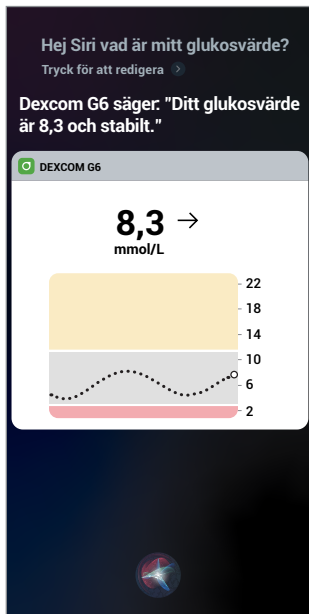 Hej Siri vad är mitt glukosvärde?
Tryck för att redigera
Dexcom G6 säger: ”Ditt glukosvärde
är 8,3 och stabilt.”
DEXCOM G6
8,3 →
mmol/L
22
18
14
10
6
2